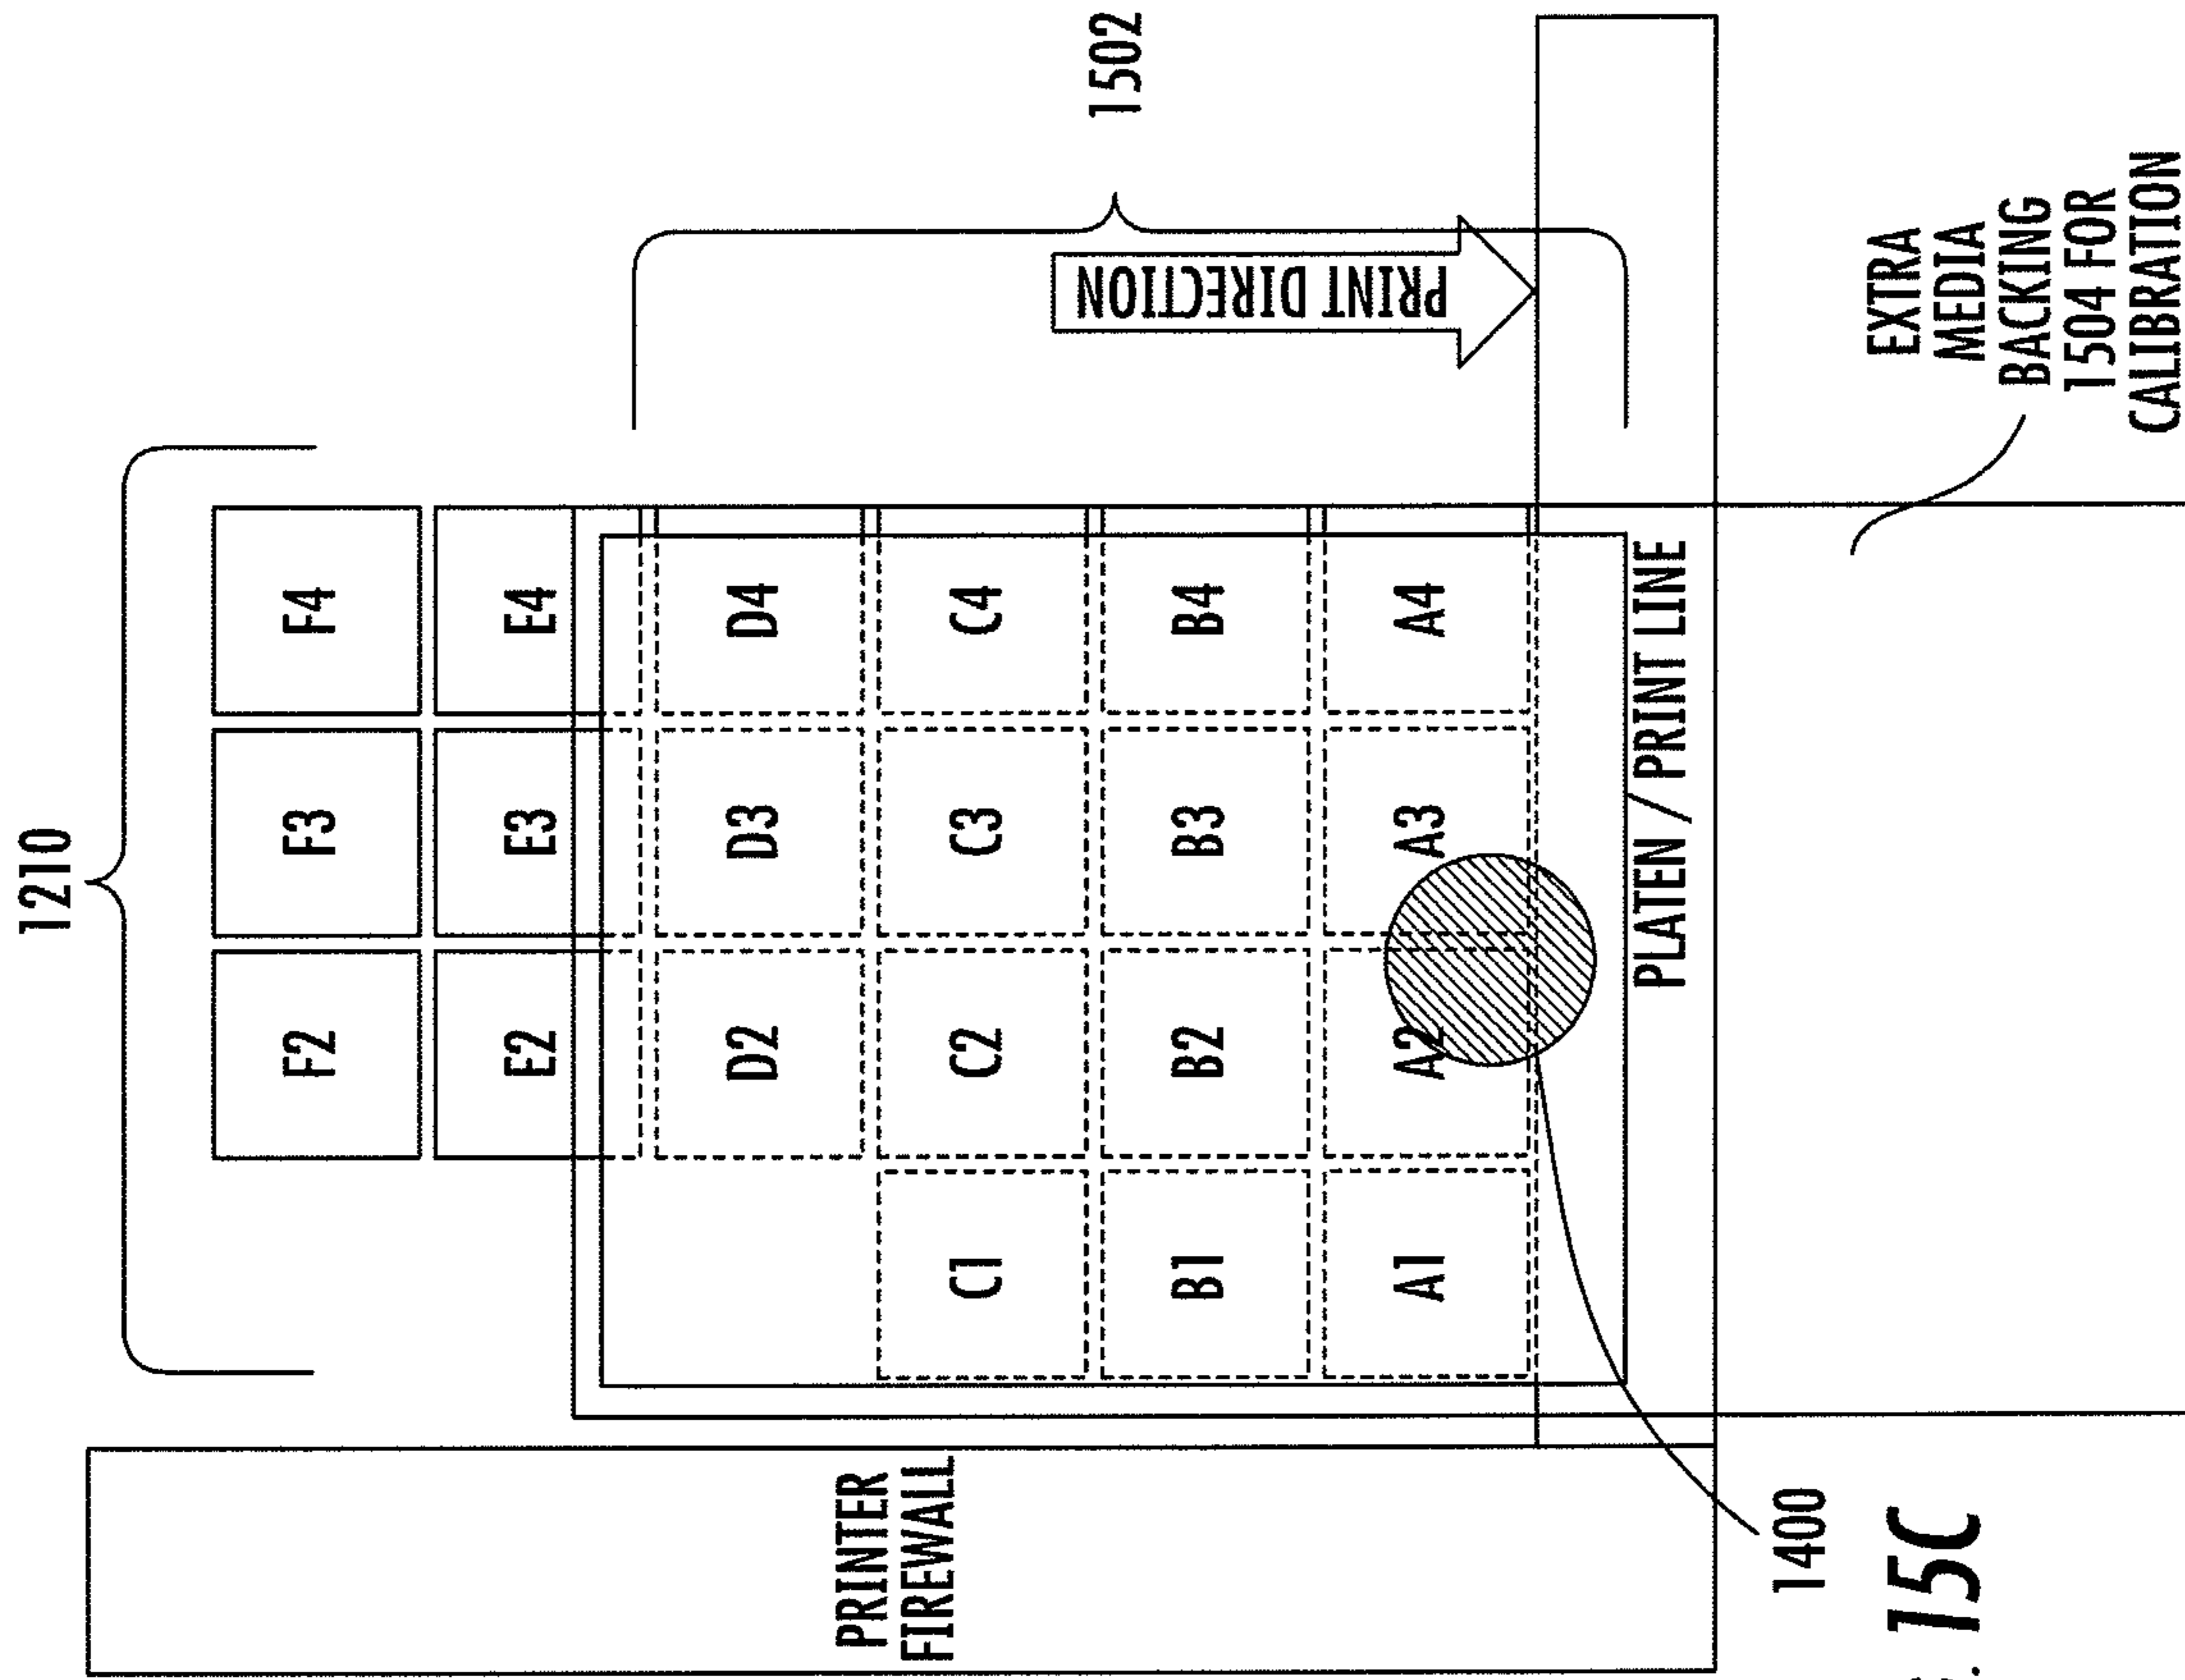 1210
F2 F3 F4
E2 E3 E4
D2 D3 D4
C1 C2 C3 C4
B1 B2 B3 B4
A1 A2 A3 A4
1502
PRINT DIRECTION
PRINTER
FIREWALL
PLATEN / PRINT LINE
1400
EXTRA
MEDIA
BACKING
1504 FOR
CALIBRATION
. 15C